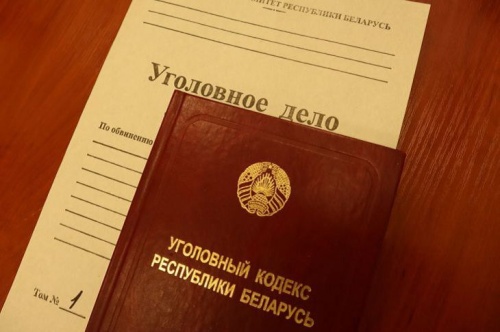 РЕСПУБЛИКИ БЕЛАРУСЬ
Уголовное дело
По обвинению
УГОЛОВНЫЙ КОДЕКС
РЕСПУБЛИКИ БЕЛАРУСЬ
Том № 1